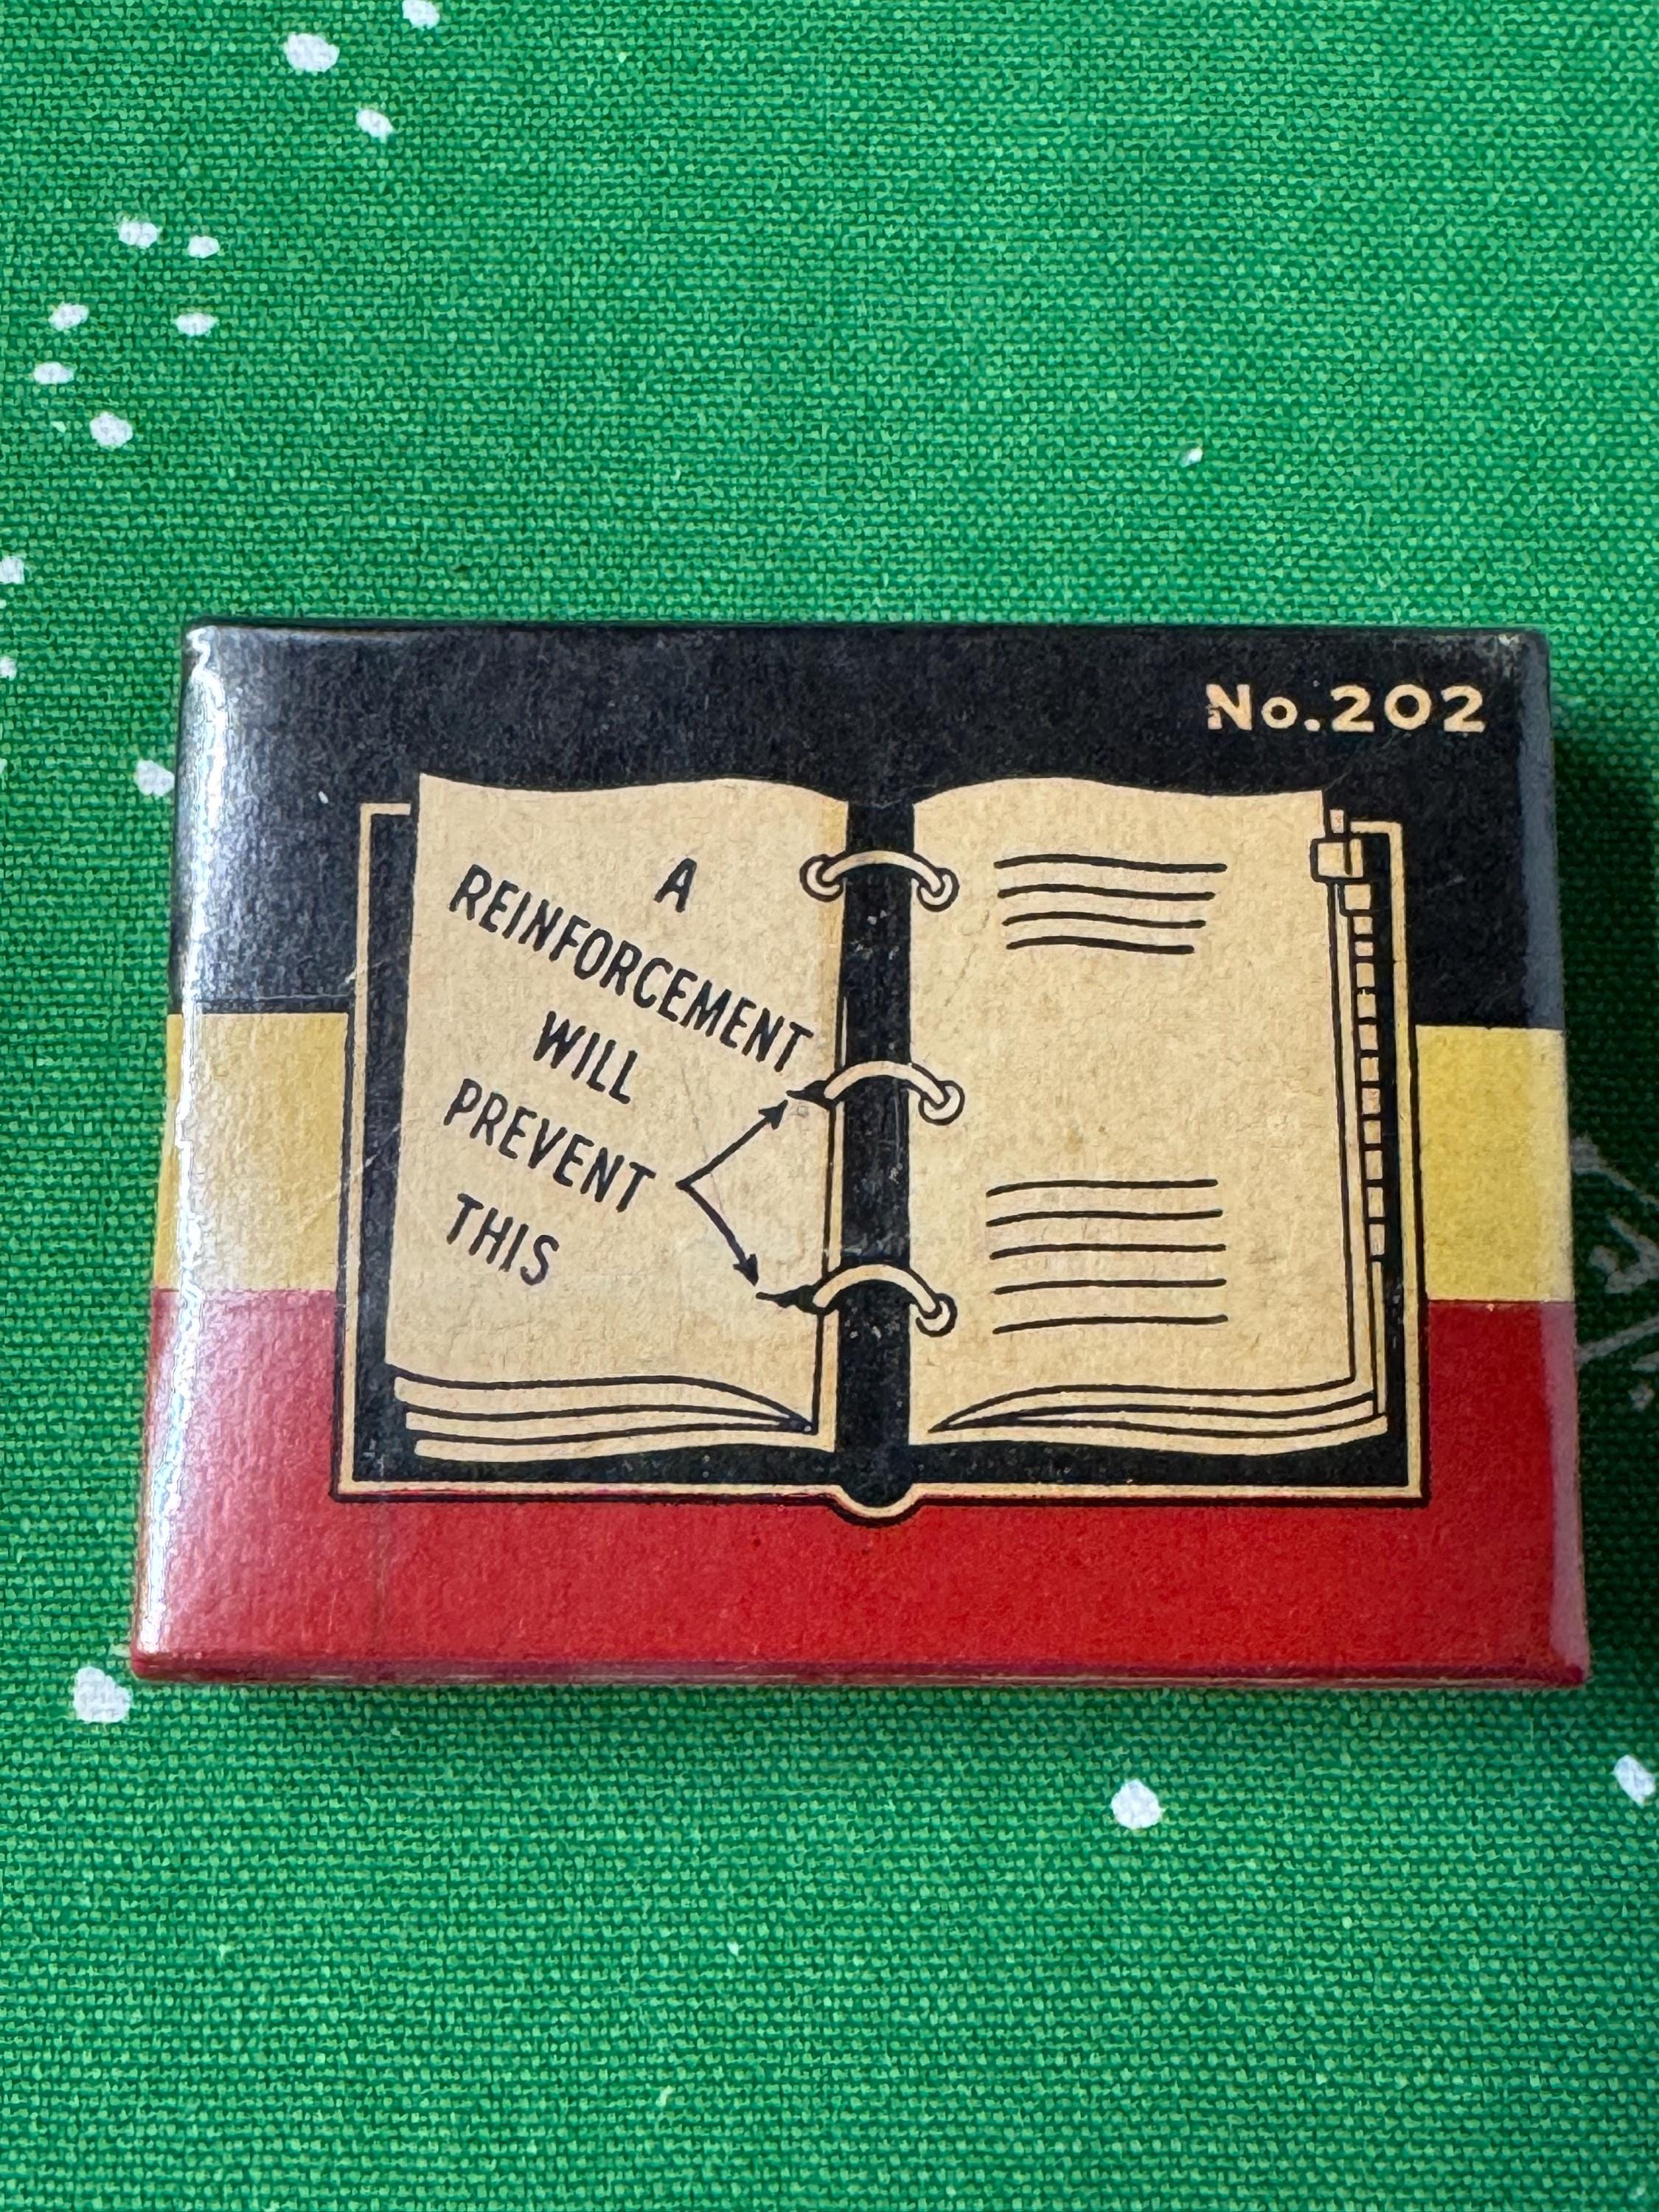 No.202
A
REINFORCEMENT
WILL
PREVENT
THIS